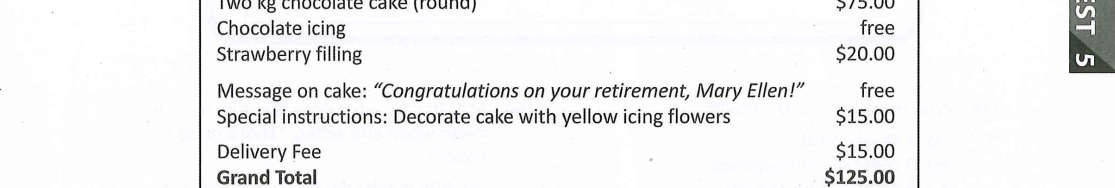 Two kg chocolate cake (round) $75.00
Chocolate icing free
Strawberry filling $20.00
Message on cake: “Congratulations on your retirement, Mary Ellen!” free
Special instructions: Decorate cake with yellow icing flowers $15.00
Delivery Fee $15.00
Grand Total $125.00
EST 5